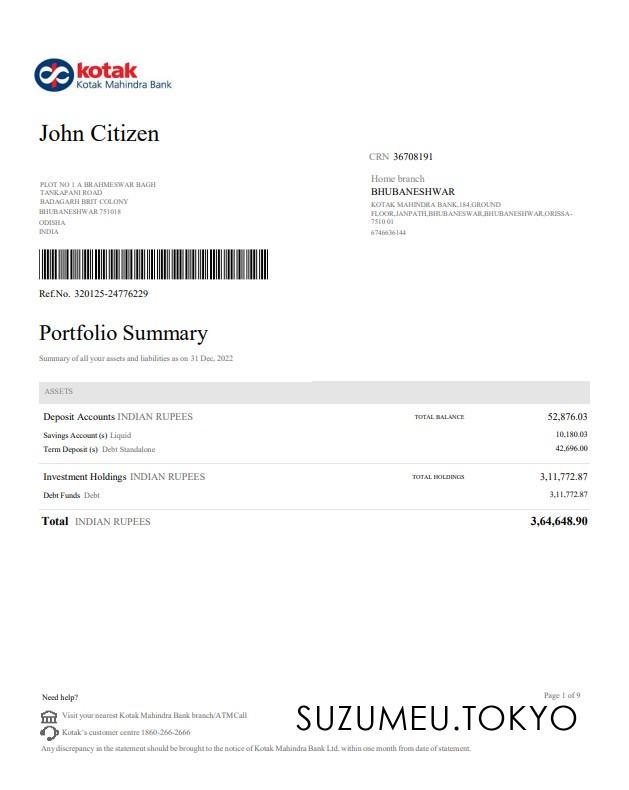 kotak
Kotak Mahindra Bank
John Citizen
CRN 36708191
Home branch
BHUBANESHWAR
KOTAK MAHINDRA BANK,184,GROUND
FLOOR,JANPATH,BHUBANESWAR,BHUBANESHWAR,ORISSA-
7510 01
6746636144
PLOT NO 1 A BRAHMESWAR BAGH
TANKAPANI ROAD
BADAGARH BRIT COLONY
BHUBANESHWAR 751018
ODISHA
INDIA
Ref.No. 320125-24776229
Portfolio Summary
Summary of all your assets and liabilities as on 31 Dec, 2022
ASSETS
Deposit Accounts INDIAN RUPEES TOTAL BALANCE 52,876.03
Savings Account (s) Liquid 10,180.03
Term Deposit (s) Debt Standalone 42,696.00
Investment Holdings INDIAN RUPEES TOTAL HOLDINGS 3,11,772.87
Debt Funds Debt 3,11,772.87
Total INDIAN RUPEES 3,64,648.90
Need help?
Page 1 of 9
Visit your nearest Kotak Mahindra Bank branch/ATMCall
Kotak's customer centre 1860-266-2666
SUZUMEU.TOKYO
Any discrepancy in the statement should be brought to the notice of Kotak Mahindra Bank Ltd. within one month from date of statement.